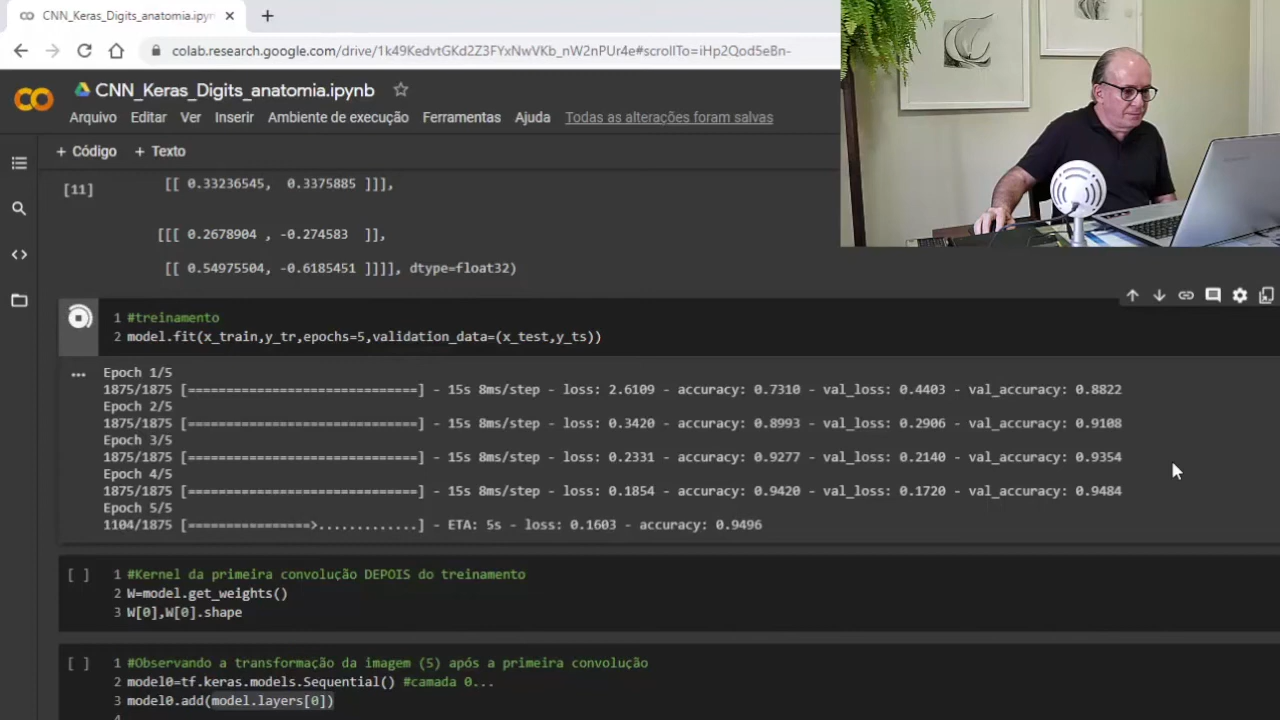 CNN_Keras_Digits_anatomia.ipyn
colab.research.google.com/drive/1k49KedvtGKd2Z3FYxNwVKb_nW2nPUr4e#scrollTo=iHp2Qod5eBn-
CNN_Keras_Digits_anatomia.ipynb
Arquivo Editar Ver Inserir Ambiente de execução Ferramentas Ajuda Todas as alterações foram salvas
+ Código + Texto
[11] [[ 0.33236545, 0.3375885 ]]],
[[[ 0.2678904 , -0.274583 ]],
[[ 0.54975504, -0.6185451 ]]]], dtype=float32)
1 #treinamento
2 model.fit(x_train,y_tr,epochs=5,validation_data=(x_test,y_ts))
... Epoch 1/5
1875/1875 [==============================] - 15s 8ms/step - loss: 2.6109 - accuracy: 0.7310 - val_loss: 0.4403 - val_accuracy: 0.8822
Epoch 2/5
1875/1875 [==============================] - 15s 8ms/step - loss: 0.3420 - accuracy: 0.8993 - val_loss: 0.2906 - val_accuracy: 0.9108
Epoch 3/5
1875/1875 [==============================] - 15s 8ms/step - loss: 0.2331 - accuracy: 0.9277 - val_loss: 0.2140 - val_accuracy: 0.9354
Epoch 4/5
1875/1875 [==============================] - 15s 8ms/step - loss: 0.1854 - accuracy: 0.9420 - val_loss: 0.1720 - val_accuracy: 0.9484
Epoch 5/5
1104/1875 [================>.............] - ETA: 5s - loss: 0.1603 - accuracy: 0.9496
[ ] 1 #Kernel da primeira convolução DEPOIS do treinamento
2 W=model.get_weights()
3 W[0],W[0].shape
[ ] 1 #Observando a transformação da imagem (5) após a primeira convolução
2 model0=tf.keras.models.Sequential() #camada 0...
3 model0.add(model.layers[0])